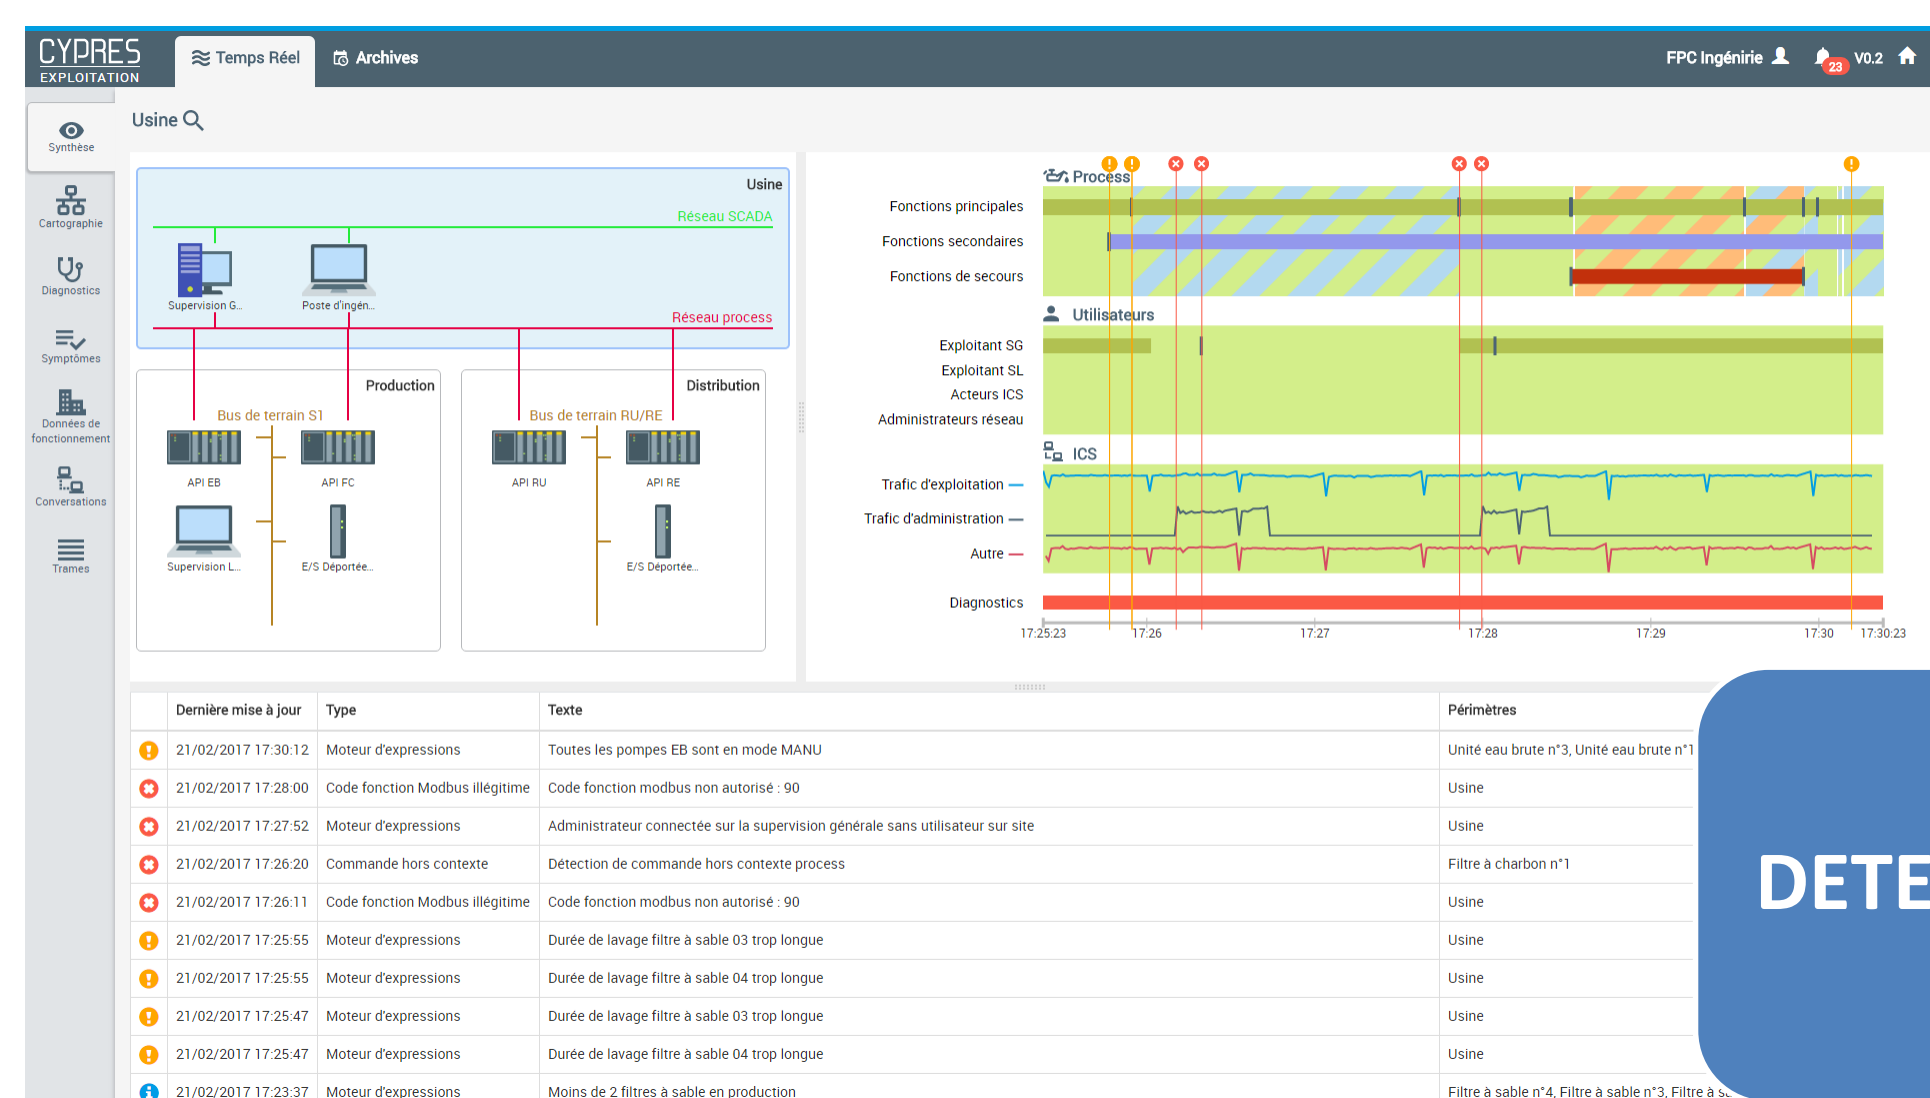 CYPRES
EXPLOITATION
Temps Réel
Archives
FPC Ingénirie
23
V0.2
Synthèse
Cartographie
Diagnostics
Symptômes
Données de
fonctionnement
Conversations
Trames
Usine
Usine
Réseau SCADA
Supervision G...
Poste d'ingén...
Réseau process
Production
Bus de terrain S1
API EB
API FC
Supervision L...
E/S Déportée...
Distribution
Bus de terrain RU/RE
API RU
API RE
E/S Déportée...
Process
Fonctions principales
Fonctions secondaires
Fonctions de secours
Utilisateurs
Exploitant SG
Exploitant SL
Acteurs ICS
Administrateurs réseau
ICS
Trafic d'exploitation
Trafic d'administration
Autre
Diagnostics
17:25:23 17:26 17:27 17:28 17:29 17:30 17:30:23
Dernière mise à jour Type Texte Périmètres
21/02/2017 17:30:12 Moteur d'expressions Toutes les pompes EB sont en mode MANU Unité eau brute n°3, Unité eau brute n°1
21/02/2017 17:28:00 Code fonction Modbus illégitime Code fonction modbus non autorisé : 90 Usine
21/02/2017 17:27:52 Moteur d'expressions Administrateur connectée sur la supervision générale sans utilisateur sur site Usine
21/02/2017 17:26:20 Commande hors contexte Détection de commande hors contexte process Filtre à charbon n°1
21/02/2017 17:26:11 Code fonction Modbus illégitime Code fonction modbus non autorisé : 90 Usine
21/02/2017 17:25:55 Moteur d'expressions Durée de lavage filtre à sable 03 trop longue Usine
21/02/2017 17:25:55 Moteur d'expressions Durée de lavage filtre à sable 04 trop longue Usine
21/02/2017 17:25:47 Moteur d'expressions Durée de lavage filtre à sable 03 trop longue Usine
21/02/2017 17:25:47 Moteur d'expressions Durée de lavage filtre à sable 04 trop longue Usine
21/02/2017 17:23:37 Moteur d'expressions Moins de 2 filtres à sable en production Filtre à sable n°4, Filtre à sable n°3, Filtre à
DETE